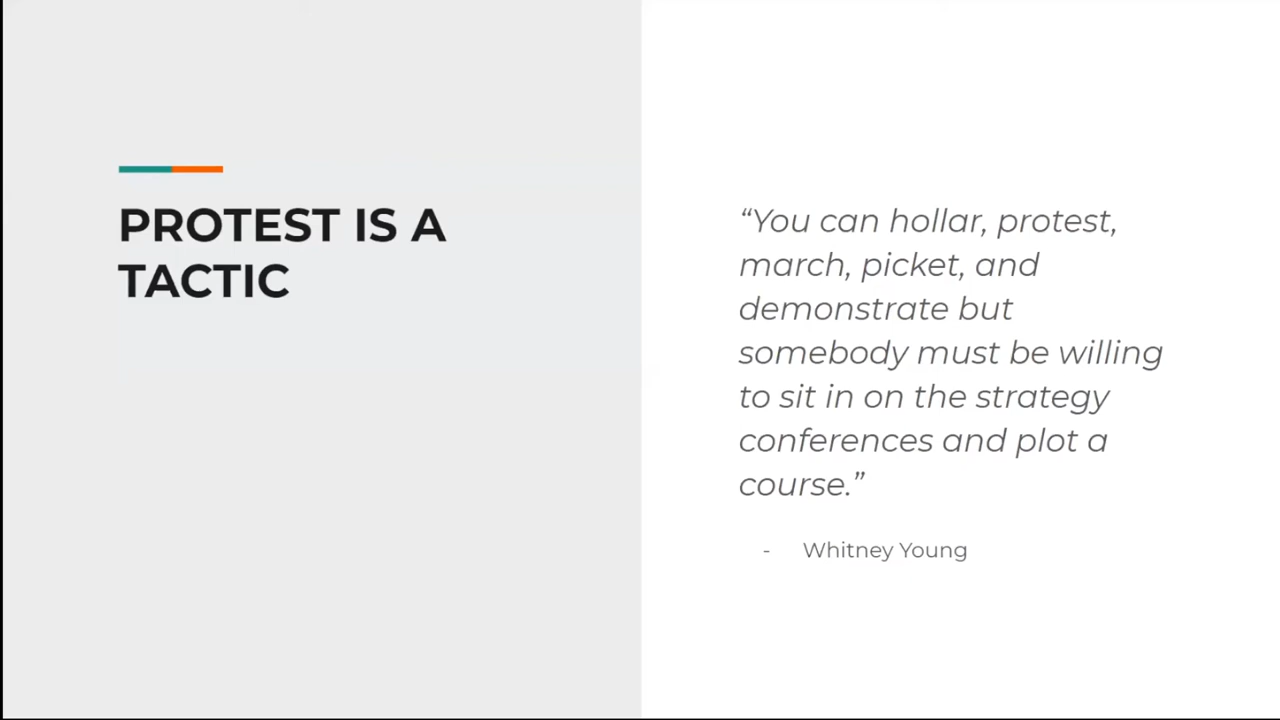 PROTEST IS A
TACTIC
“You can hollar, protest,
march, picket, and
demonstrate but
somebody must be willing
to sit in on the strategy
conferences and plot a
course.”
- Whitney Young